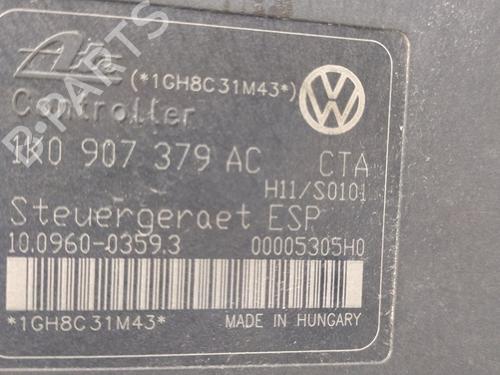 Ate (*1GH8C31M43*)
Controller
1K0 907 379 AC CTA
H11/S0101
Steuergeraet ESP
10.0960-0359.3 00005305H0
*1GH8C31M43* MADE IN HUNGARY
B-PARTS